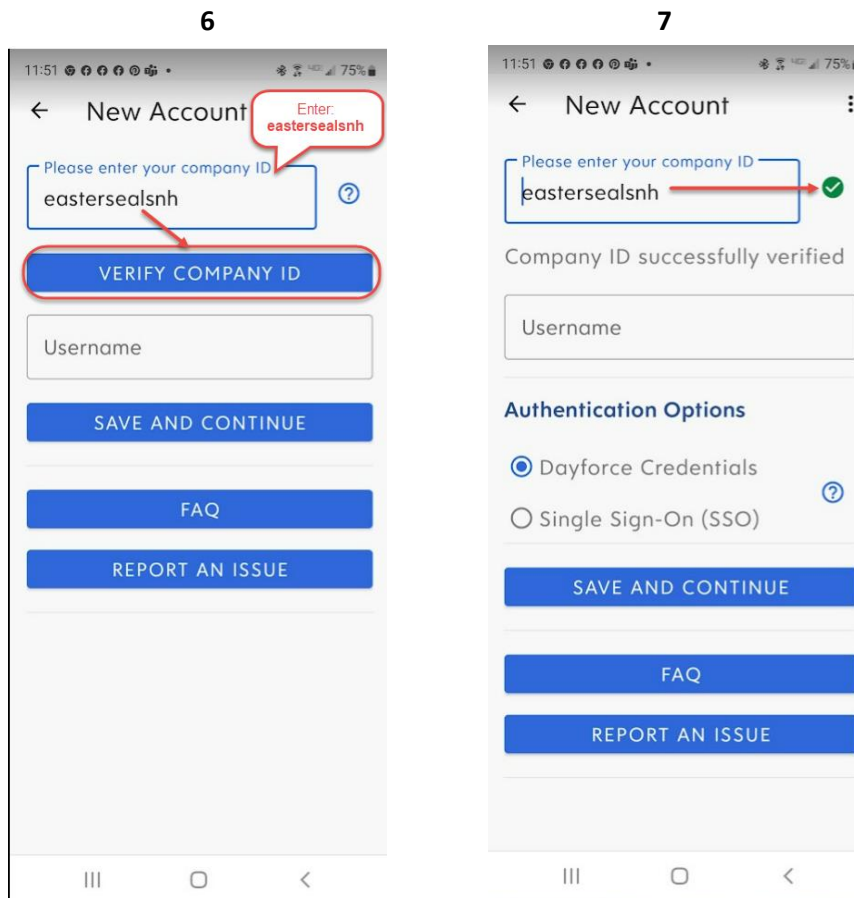 6
11:51
75%
New Account
Enter:
eastersealsnh
Please enter your company ID
eastersealsnh
VERIFY COMPANY ID
Username
SAVE AND CONTINUE
FAQ
REPORT AN ISSUE
7
11:51
75%
New Account
Please enter your company ID
eastersealsnh
Company ID successfully verified
Username
Authentication Options
Dayforce Credentials
Single Sign-On (SSO)
SAVE AND CONTINUE
FAQ
REPORT AN ISSUE